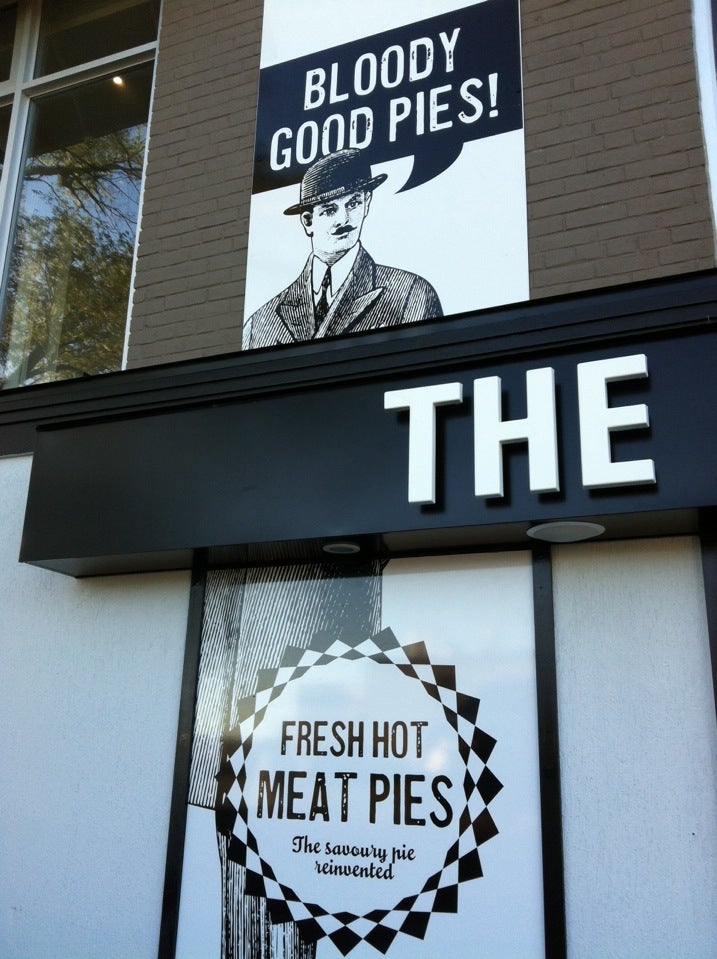 BLOODY
GOOD PIES!
THE
FRESH HOT
MEAT PIES
The savoury pie
reinvented